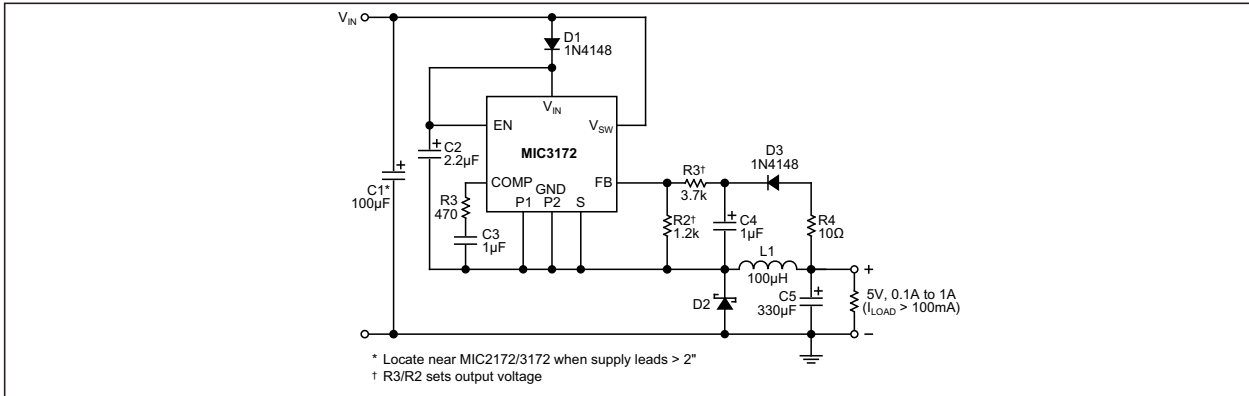 V_IN
D1
1N4148
V_IN
EN
V_SW
MIC3172
C2
2.2µF
D3
1N4148
R3†
3.7k
COMP
GND
FB
P1
P2
S
C1*
100µF
R3
470
R2†
1.2k
C4
1µF
R4
10Ω
C3
1µF
L1
100µH
+
D2
C5
330µF
5V, 0.1A to 1A
(I_LOAD > 100mA)
–
* Locate near MIC2172/3172 when supply leads > 2"
† R3/R2 sets output voltage